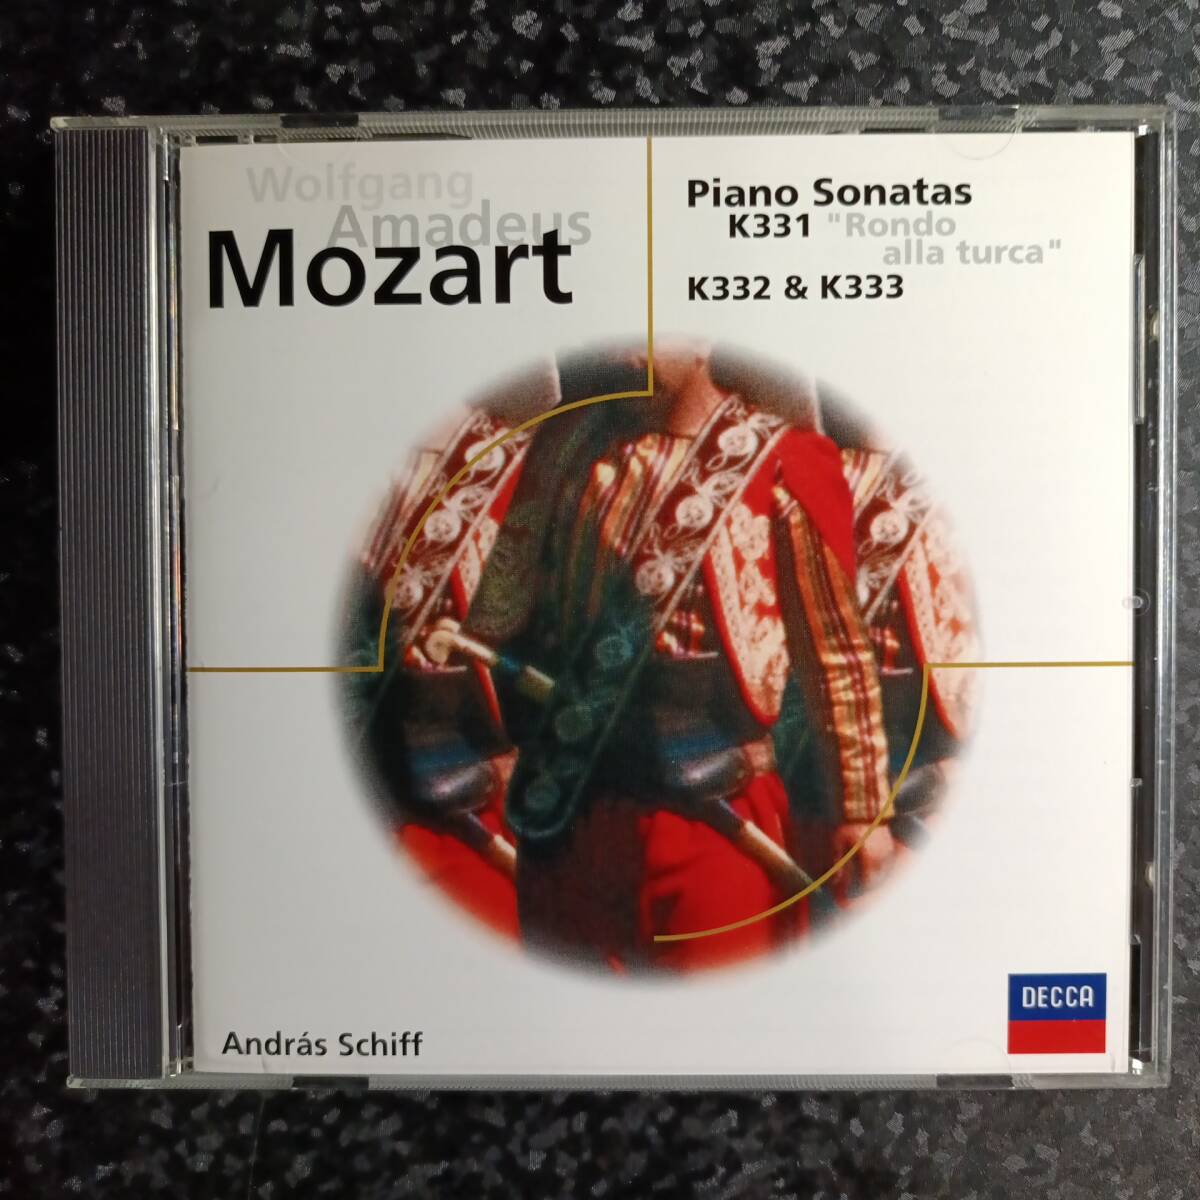 Wolfgang
Amadeus
Mozart
Piano Sonatas
K331 "Rondo
alla turca"
K332 & K333
DECCA
András Schiff